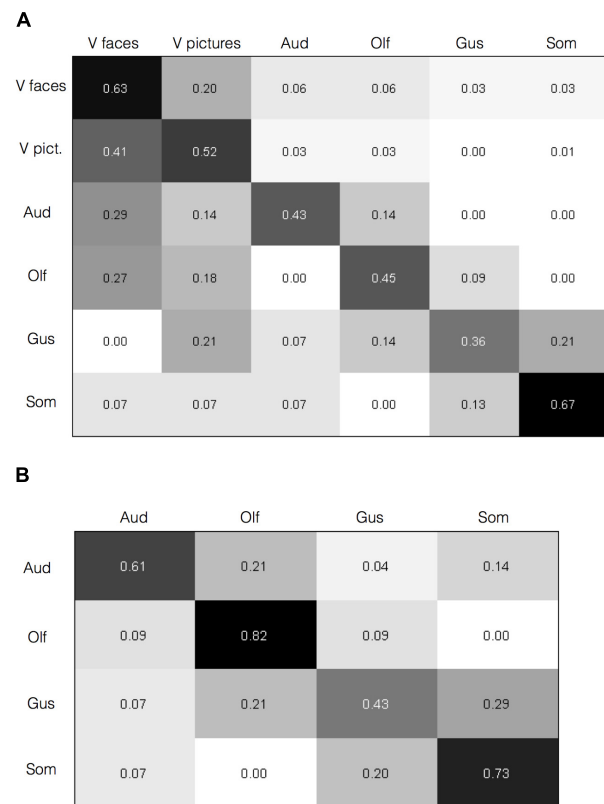 A
V faces V pictures Aud Olf Gus Som
V faces 0.63 0.20 0.06 0.06 0.03 0.03
V pict. 0.41 0.52 0.03 0.03 0.00 0.01
Aud 0.29 0.14 0.43 0.14 0.00 0.00
Olf 0.27 0.18 0.00 0.45 0.09 0.00
Gus 0.00 0.21 0.07 0.14 0.36 0.21
Som 0.07 0.07 0.07 0.00 0.13 0.67
B
Aud Olf Gus Som
Aud 0.61 0.21 0.04 0.14
Olf 0.09 0.82 0.09 0.00
Gus 0.07 0.21 0.43 0.29
Som 0.07 0.00 0.20 0.73